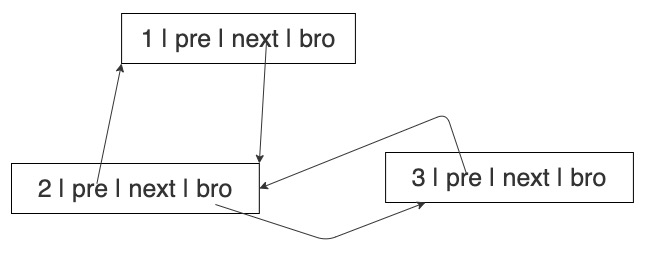 1 | pre | next | bro
2 | pre | next | bro
3 | pre | next | bro